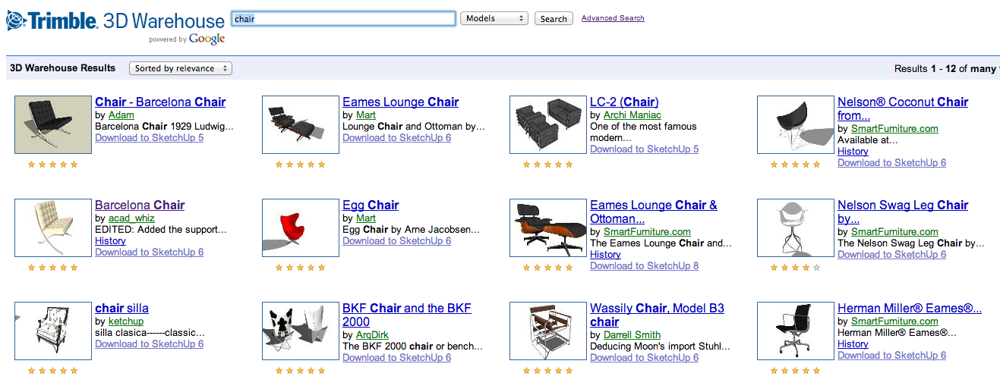 Trimble® 3D Warehouse
powered by Google
chair
Models
Search
Advanced Search
3D Warehouse Results
Sorted by relevance
Results 1 - 12 of many
Chair - Barcelona Chair
by Adam
Barcelona Chair 1929 Ludwig...
Download to SketchUp 5
Eames Lounge Chair
by Mart
Lounge Chair and Ottoman by...
Download to SketchUp 6
LC-2 (Chair)
by Archi Maniac
One of the most famous
modern...
Download to SketchUp 5
Nelson® Coconut Chair
from...
by SmartFurniture.com
Available at...
History
Download to SketchUp 6
Barcelona Chair
by acad_whiz
EDITED: Added the support...
History
Download to SketchUp 6
Egg Chair
by Mart
Egg Chair by Arne Jacobsen...
Download to SketchUp 6
Eames Lounge Chair &
Ottoman...
by SmartFurniture.com
The Eames Lounge Chair and...
History
Download to SketchUp 8
Nelson Swag Leg Chair
by...
by SmartFurniture.com
The Nelson Swag Leg Chair by...
Download to SketchUp 6
chair silla
by ketchup
silla clasica------classic...
Download to SketchUp 6
BKF Chair and the BKF
2000
by ArqDirk
The BKF 2000 chair or bench...
Download to SketchUp 6
Wassily Chair, Model B3
chair
by Darrell Smith
Deducing Moon's import Stuhl...
Download to SketchUp 6
Herman Miller® Eames®...
by SmartFurniture.com
Herman Miller® Eames®...
History
Download to SketchUp 6